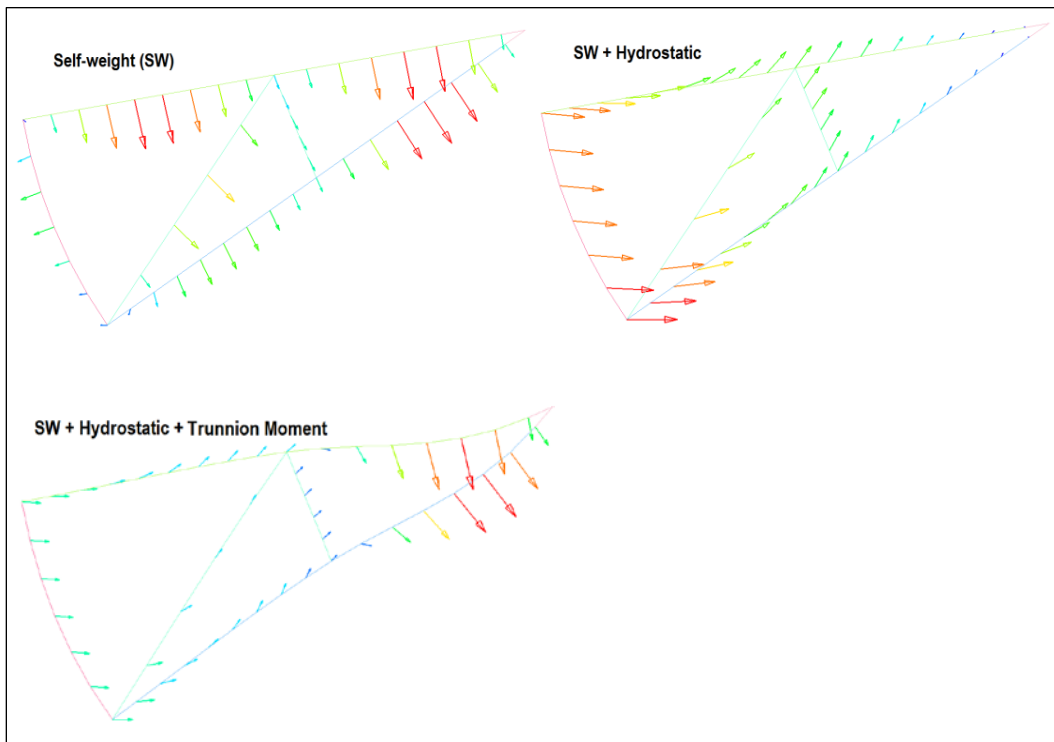 Self-weight (SW)
SW + Hydrostatic
SW + Hydrostatic + Trunnion Moment